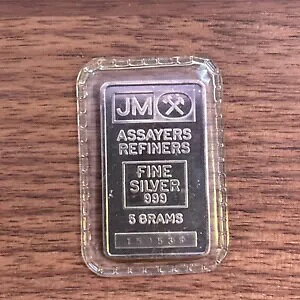 JM
ASSAYERS
REFINERS
FINE
SILVER
999
5 GRAMS